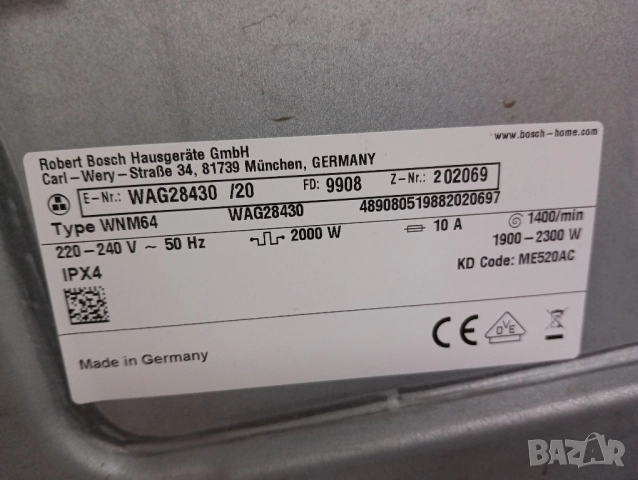 www.bosch-home.com
Robert Bosch Hausgeräte GmbH
Carl-Wery-Straße 34, 81739 München, GERMANY
E-Nr.: WAG28430 /20 FD: 9908 Z-Nr.: 202069
Type WNM64 WAG28430 489080519882020697
220-240 V ~ 50 Hz 2000 W 10 A 1400/min
1900-2300 W
IPX4 KD Code: ME520AC
CE DVE
Made in Germany
BAZAR